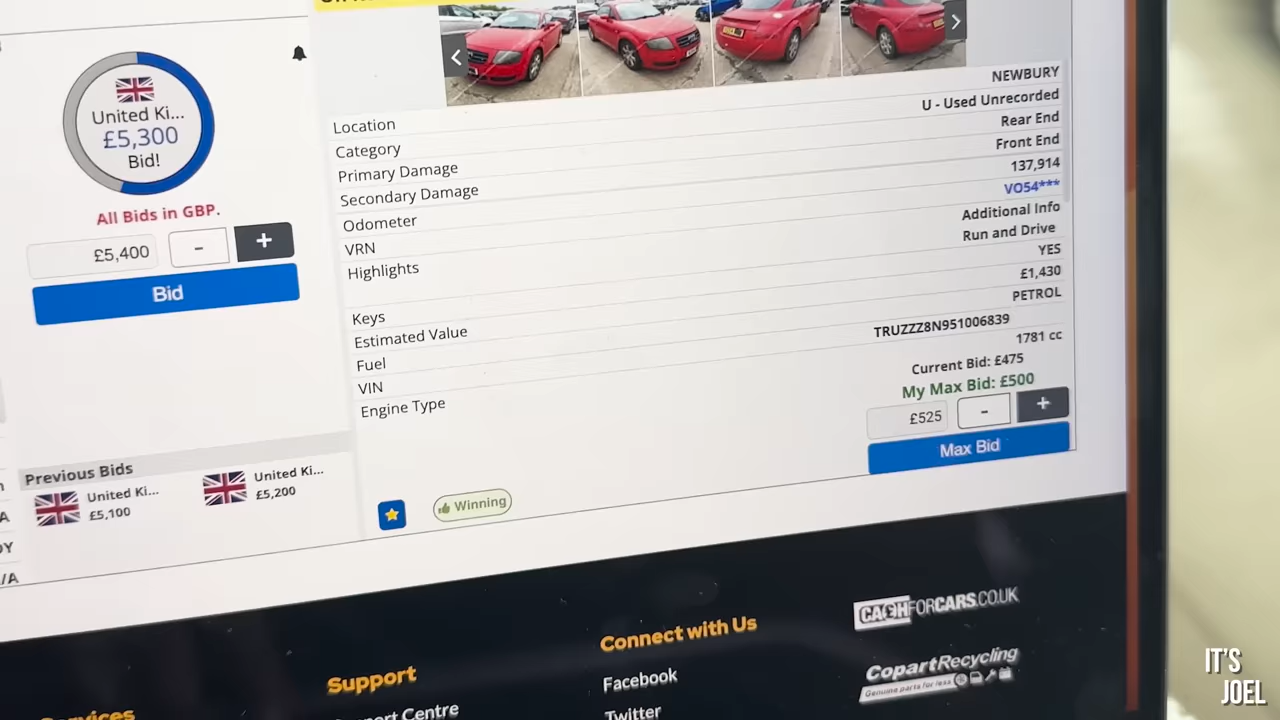 United Ki...
£5,300
Bid!
All Bids in GBP.
£5,400
-
+
Bid
Previous Bids
United Ki...
£5,100
United Ki...
£5,200
Location
NEWBURY
Category
U - Used Unrecorded
Primary Damage
Rear End
Secondary Damage
Front End
Odometer
137,914
VRN
VO54***
Highlights
Additional Info
Run and Drive
Keys
YES
Estimated Value
£1,430
Fuel
PETROL
VIN
TRUZZZ8N951006839
Engine Type
1781 cc
Current Bid: £475
My Max Bid: £500
£525
-
+
Max Bid
Winning
Services
Support
Connect with Us
Facebook
Twitter
CA£HFORCARS.CO.UK
CopartRecycling
Genuine parts for less
IT'S
JOEL